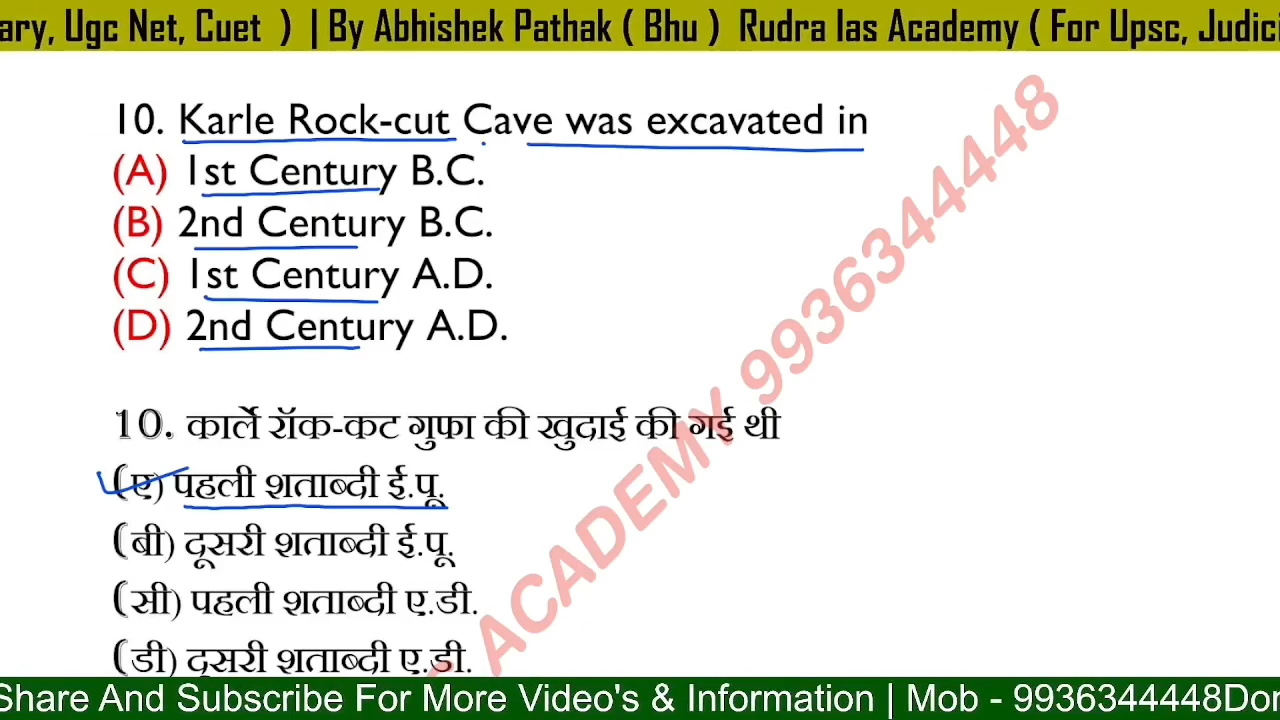 ary, Ugc Net, Cuet ) | By Abhishek Pathak ( Bhu ) Rudra Ias Academy ( For Upsc, Judici
10. Karle Rock-cut Cave was excavated in
(A) 1st Century B.C.
(B) 2nd Century B.C.
(C) 1st Century A.D.
(D) 2nd Century A.D.
ACADEMY 9936344448
10. कार्ले रॉक-कट गुफा की खुदाई की गई थी
(ए) पहली शताब्दी ई.पू.
(बी) दूसरी शताब्दी ई.पू.
(सी) पहली शताब्दी ए.डी.
(डी) दूसरी शताब्दी ए.डी.
Share And Subscribe For More Video's & Information | Mob - 9936344448Don